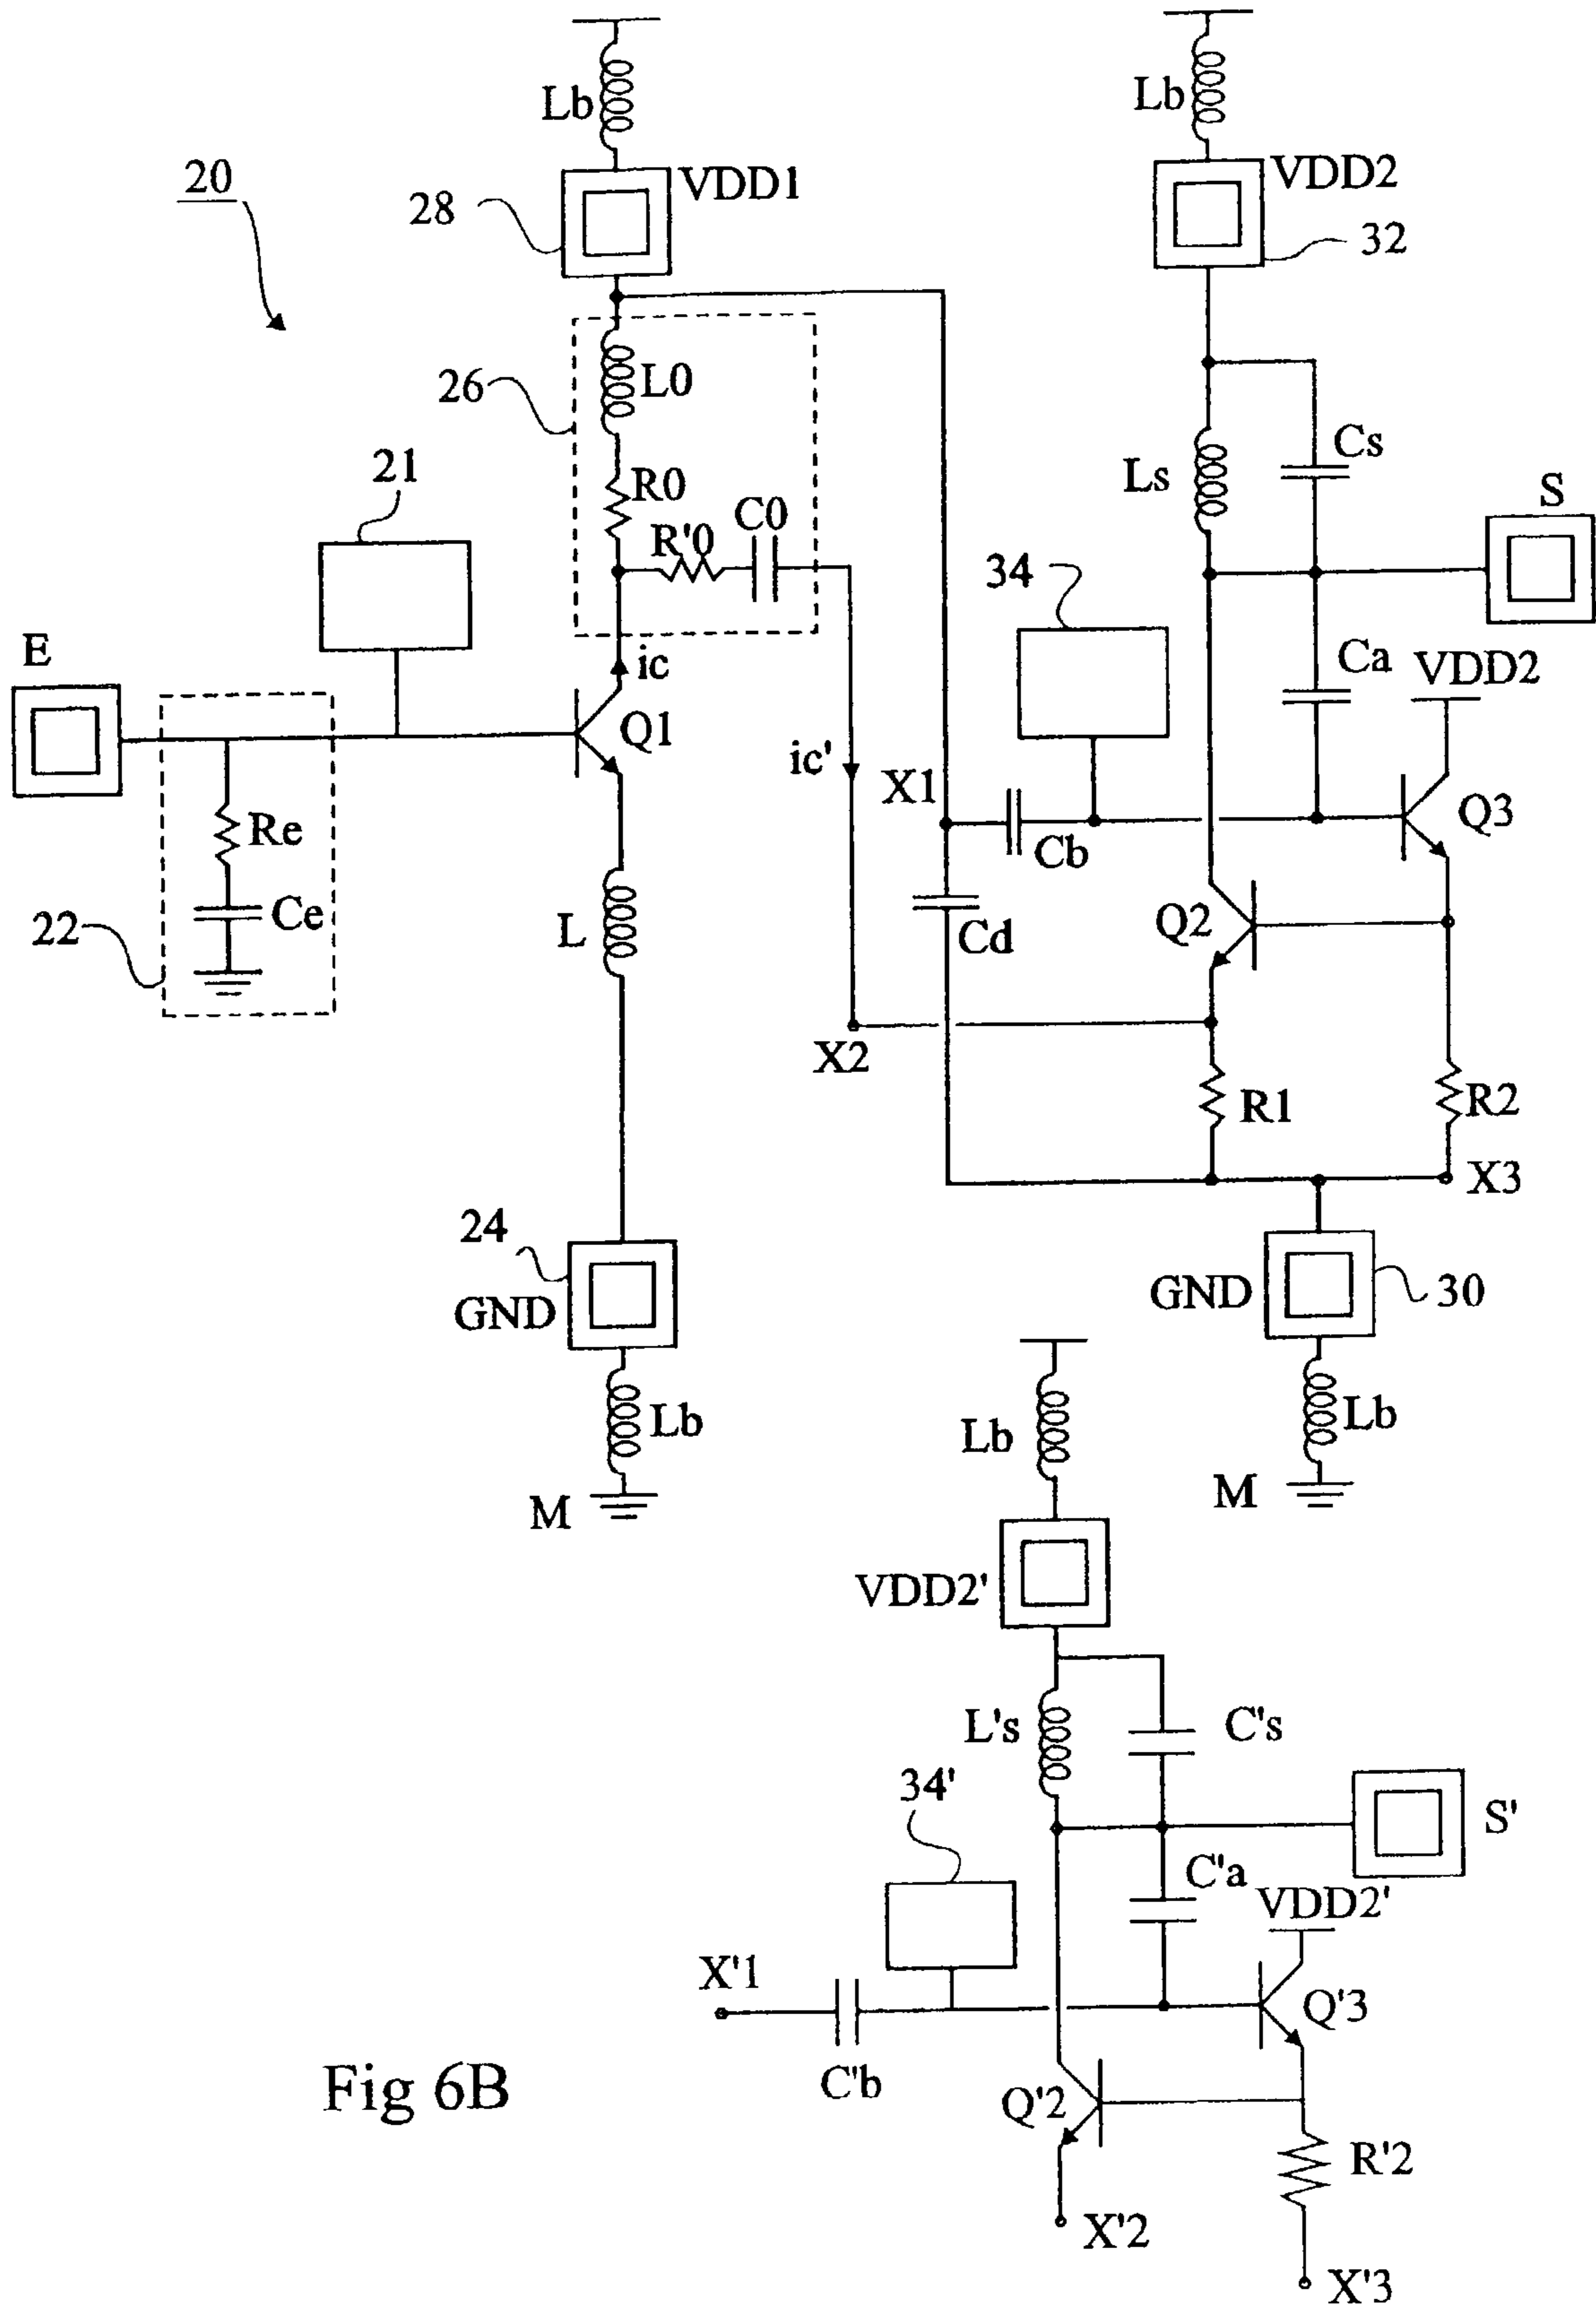 Lb
Lb
20
VDD1
VDD2
28
32
26
L0
21
R0
Ls
Cs
S
C0
R'0
34
E
ic
Ca
VDD2
Q1
ic'
X1
Q3
Re
Cb
22
Ce
L
Cd
Q2
X2
R1
R2
X3
24
GND
GND
30
Lb
Lb
Lb
M
M
VDD2'
L's
C's
34'
S'
C'a
VDD2'
X'1
Q'3
C'b
Q'2
Fig 6B
R'2
X'2
X'3